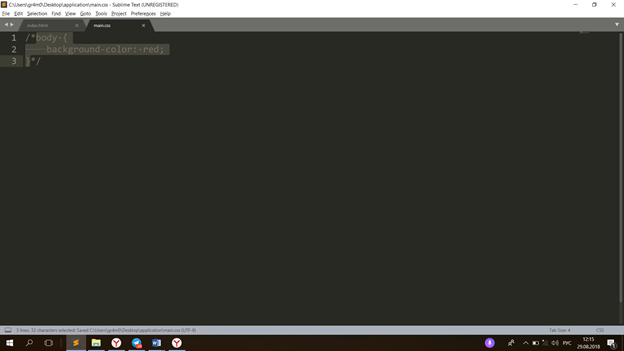 C:\Users\gr4m0\Desktop\application\main.css - Sublime Text (UNREGISTERED)
File Edit Selection Find View Goto Tools Project Preferences Help
index.html
main.css
1 /*body {
2 background-color: red;
3 }*/
3 lines, 32 characters selected; Saved C:\Users\gr4m0\Desktop\application\main.css (UTF-8)
Tab Size: 4
CSS
РУС
12:15
29.08.2018